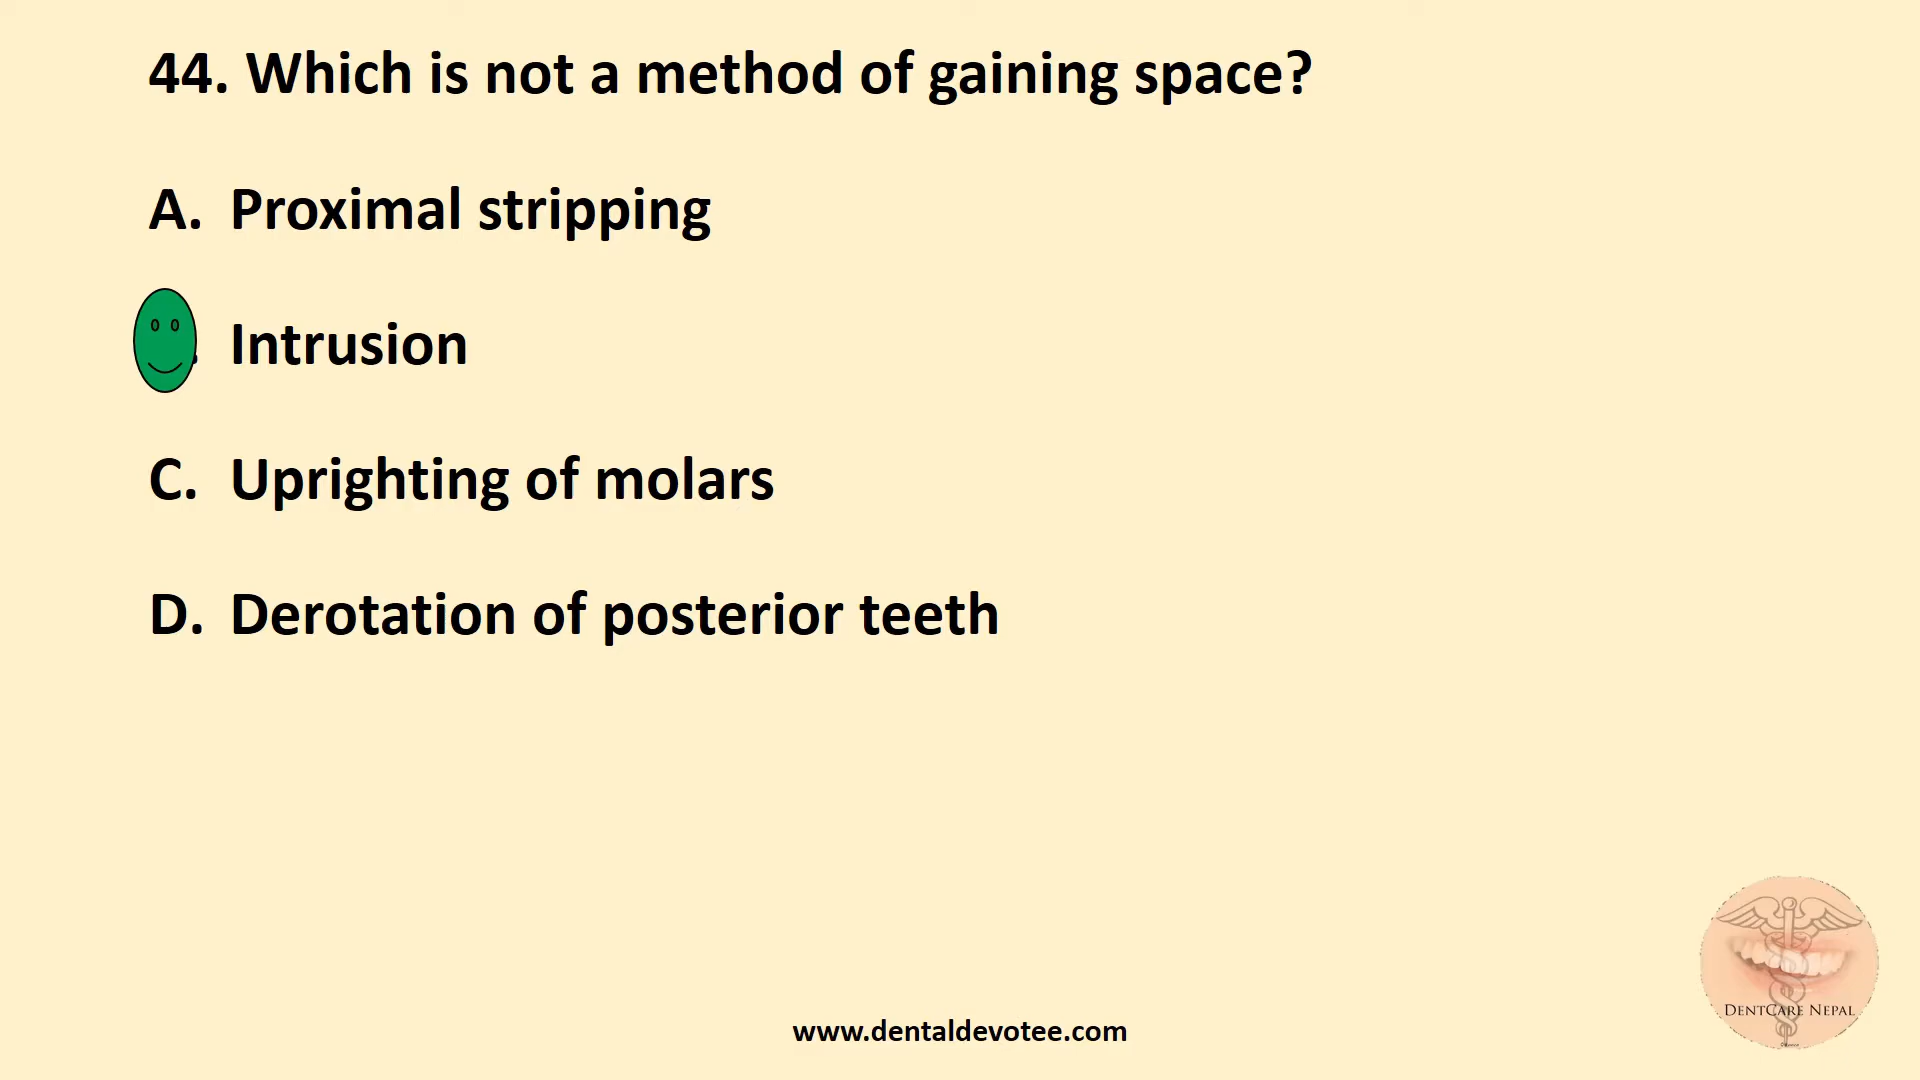 44. Which is not a method of gaining space?
A. Proximal stripping
Intrusion
C. Uprighting of molars
D. Derotation of posterior teeth
DENTCARE NEPAL
www.dentaldevotee.com